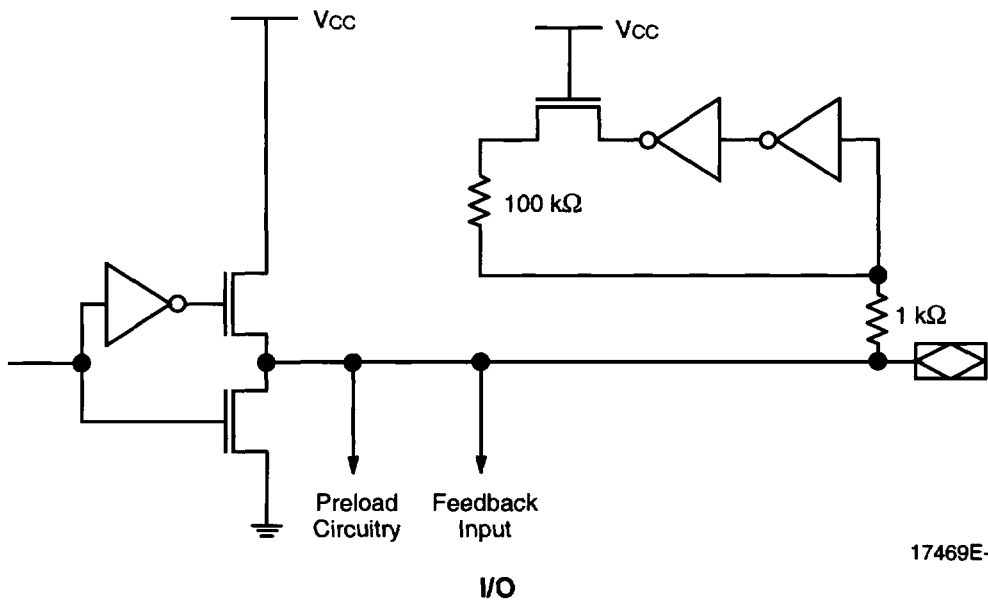 VCC
VCC
100 kΩ
1 kΩ
Preload
Circuitry
Feedback
Input
17469E-
I/O